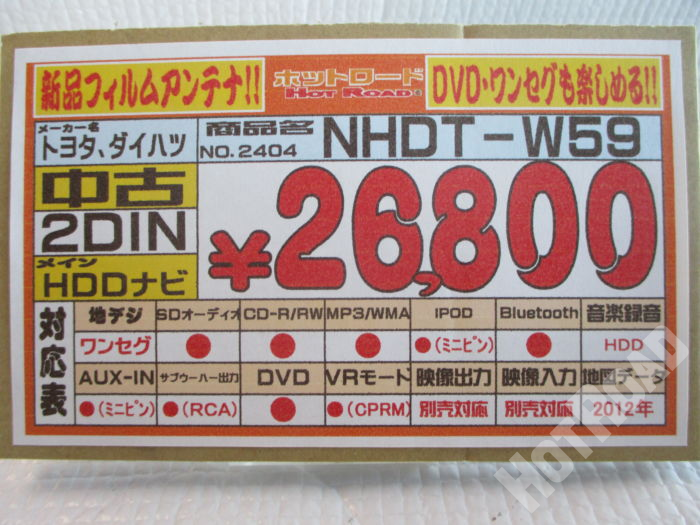 新品フィルムアンテナ!!
ホットロード
HOT ROAD
DVD・ワンセグも楽しめる!!
メーカー名
トヨタ、ダイハツ
商品名
NO.2404
NHDT-W59
中古
2DIN
メイン
HDDナビ
¥26,800
対応表
地デジ SDオーディオ CD-R/RW MP3/WMA IPOD Bluetooth 音楽録音
ワンセグ ● ● ● ●(ミニピン) ● HDD
AUX-IN サブウーハー出力 DVD VRモード 映像出力 映像入力 地図データ
●(ミニピン) ●(RCA) ● ●(CPRM) 別売対応 別売対応 2012年
HOTROAD